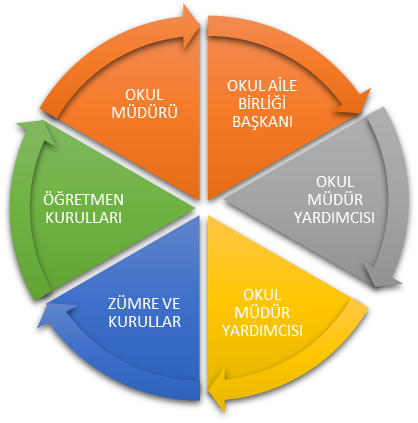 OKUL
MÜDÜRÜ
OKUL AİLE
BİRLİĞİ
BAŞKANI
OKUL
MÜDÜR
YARDIMCISI
OKUL
MÜDÜR
YARDIMCISI
ZÜMRE VE
KURULLAR
ÖĞRETMEN
KURULLARI